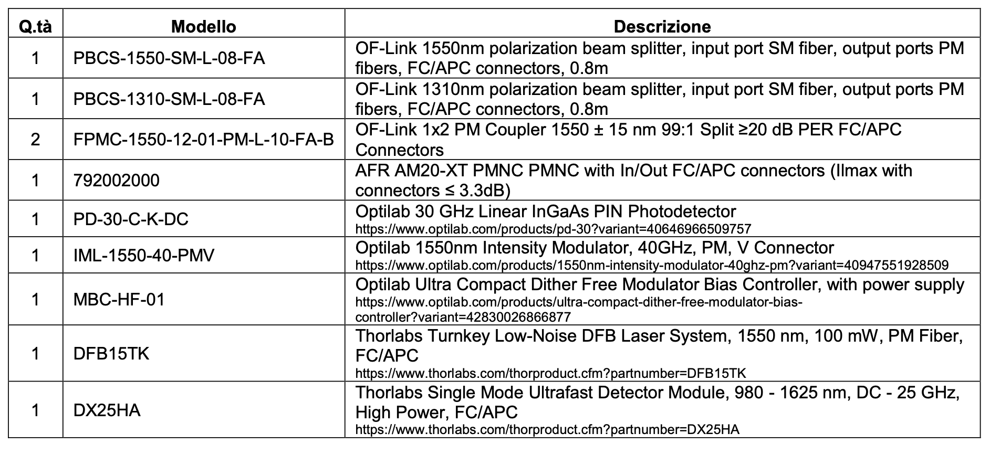 Q.tà Modello Descrizione
1 PBCS-1550-SM-L-08-FA OF-Link 1550nm polarization beam splitter, input port SM fiber, output ports PM
fibers, FC/APC connectors, 0.8m
1 PBCS-1310-SM-L-08-FA OF-Link 1310nm polarization beam splitter, input port SM fiber, output ports PM
fibers, FC/APC connectors, 0.8m
2 FPMC-1550-12-01-PM-L-10-FA-B OF-Link 1x2 PM Coupler 1550 ± 15 nm 99:1 Split ≥20 dB PER FC/APC
Connectors
1 792002000 AFR AM20-XT PMNC PMNC with In/Out FC/APC connectors (Ilmax with
connectors ≤ 3.3dB)
1 PD-30-C-K-DC Optilab 30 GHz Linear InGaAs PIN Photodetector
https://www.optilab.com/products/pd-30?variant=40646966509757
1 IML-1550-40-PMV Optilab 1550nm Intensity Modulator, 40GHz, PM, V Connector
https://www.optilab.com/products/1550nm-intensity-modulator-40ghz-pm?variant=40947551928509
1 MBC-HF-01 Optilab Ultra Compact Dither Free Modulator Bias Controller, with power supply
https://www.optilab.com/products/ultra-compact-dither-free-modulator-bias-
controller?variant=42830026866877
1 DFB15TK Thorlabs Turnkey Low-Noise DFB Laser System, 1550 nm, 100 mW, PM Fiber,
FC/APC
https://www.thorlabs.com/thorproduct.cfm?partnumber=DFB15TK
1 DX25HA Thorlabs Single Mode Ultrafast Detector Module, 980 - 1625 nm, DC - 25 GHz,
High Power, FC/APC
https://www.thorlabs.com/thorproduct.cfm?partnumber=DX25HA